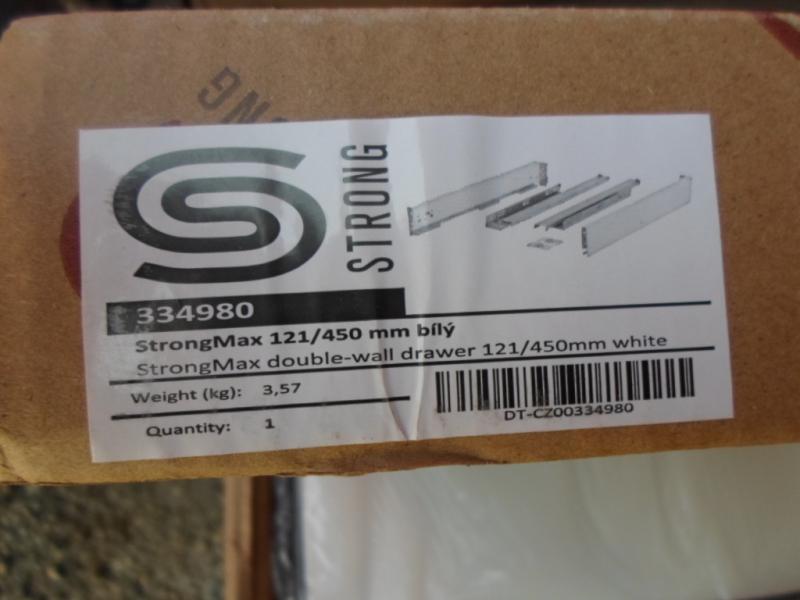 NG
STRONG
334980
StrongMax 121/450 mm bílý
StrongMax double-wall drawer 121/450mm white
Weight (kg): 3,57
Quantity: 1
DT-CZ00334980